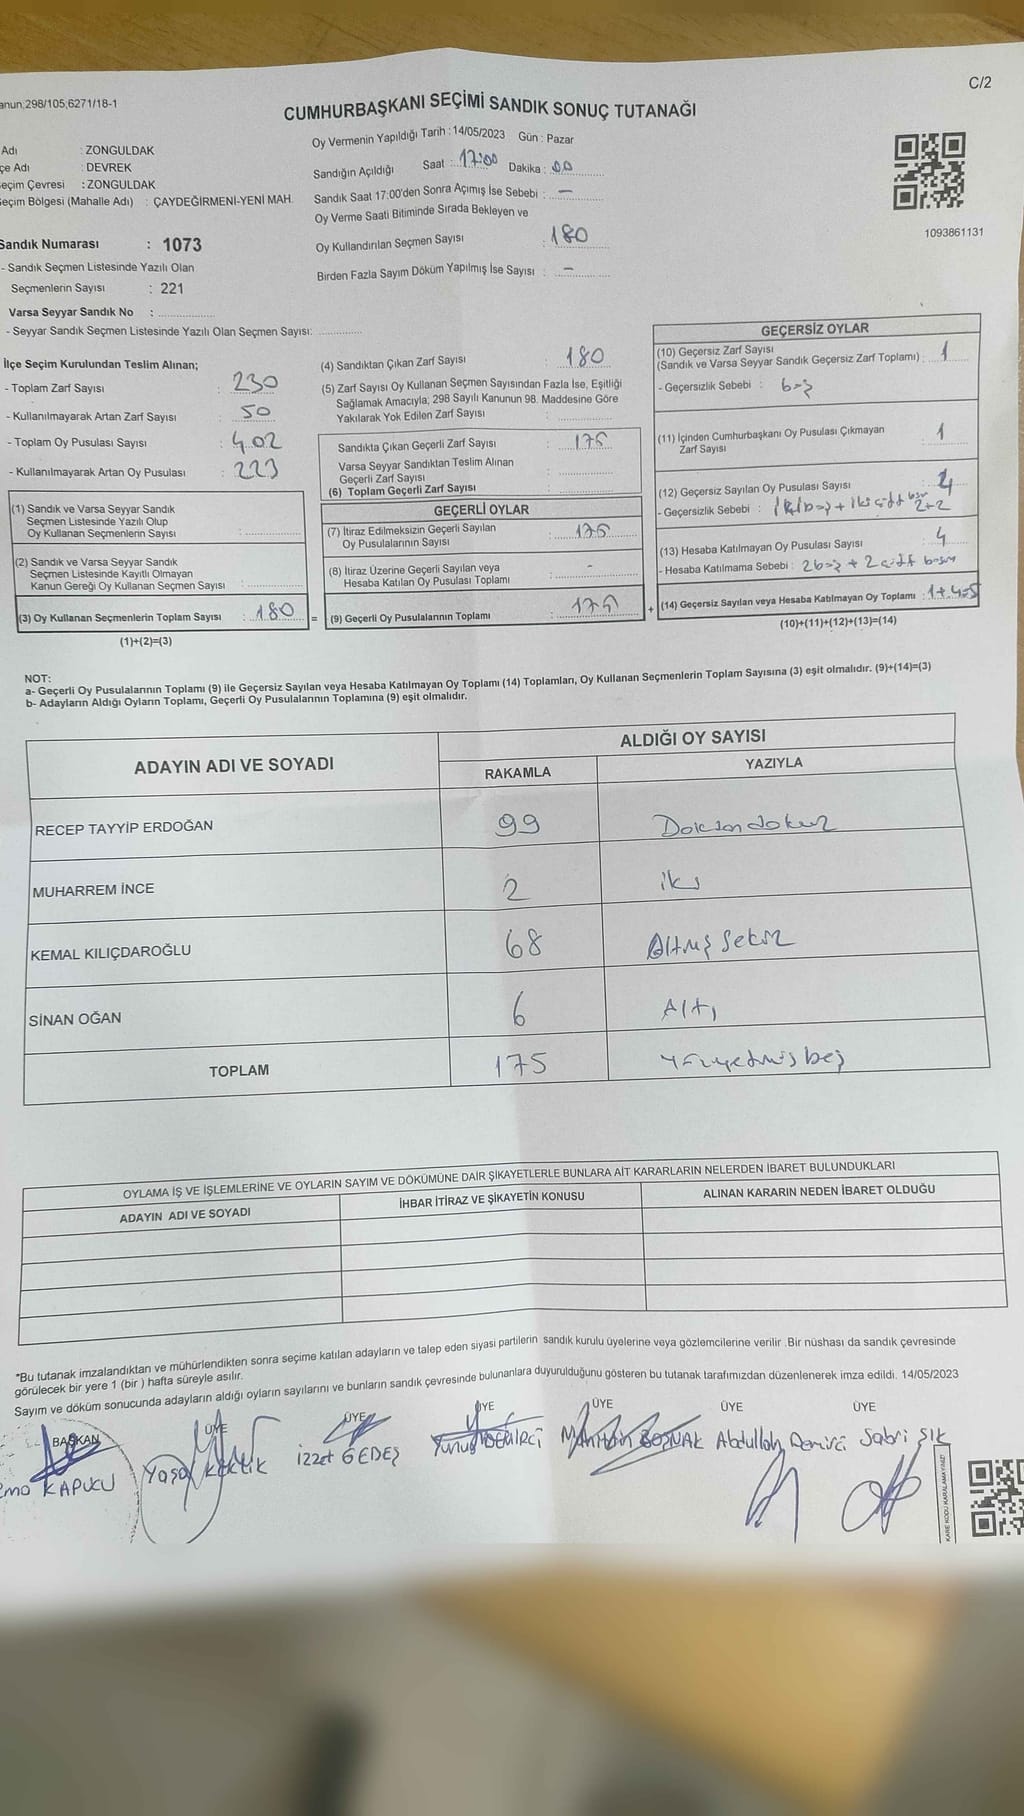 C/2
anun,298/105,6271/18-1
CUMHURBAŞKANI SEÇİMİ SANDIK SONUÇ TUTANAĞI
Adı : ZONGULDAK
çe Adı : DEVREK
eçim Çevresi : ZONGULDAK
eçim Bölgesi (Mahalle Adı) : ÇAYDEĞİRMENİ-YENİ MAH.
Sandık Numarası : 1073
- Sandık Seçmen Listesinde Yazılı Olan
Seçmenlerin Sayısı : 221
Varsa Seyyar Sandık No :
- Seyyar Sandık Seçmen Listesinde Yazılı Olan Seçmen Sayısı:
Oy Vermenin Yapıldığı Tarih : 14/05/2023 Gün : Pazar
Sandığın Açıldığı Saat : 17:00 Dakika : 00
Sandık Saat 17:00'den Sonra Açımış İse Sebebi : -
Oy Verme Saati Bitiminde Sırada Bekleyen ve
Oy Kullandırılan Seçmen Sayısı : 180
Birden Fazla Sayım Döküm Yapılmış İse Sayısı : -
1093861131
İlçe Seçim Kurulundan Teslim Alınan;
- Toplam Zarf Sayısı : 230
- Kullanılmayarak Artan Zarf Sayısı : 50
- Toplam Oy Pusulası Sayısı : 402
- Kullanılmayarak Artan Oy Pusulası : 223
(1) Sandık ve Varsa Seyyar Sandık
Seçmen Listesinde Yazılı Olup
Oy Kullanan Seçmenlerin Sayısı :
(2) Sandık ve Varsa Seyyar Sandık
Seçmen Listesinde Kayıtlı Olmayan
Kanun Gereği Oy Kullanan Seçmen Sayısı :
(3) Oy Kullanan Seçmenlerin Toplam Sayısı : 180 =
(1)+(2)=(3)
(4) Sandıktan Çıkan Zarf Sayısı : 180
(5) Zarf Sayısı Oy Kullanan Seçmen Sayısından Fazla İse, Eşitliği
Sağlamak Amacıyla; 298 Sayılı Kanunun 98. Maddesine Göre
Yakılarak Yok Edilen Zarf Sayısı :
Sandıkta Çıkan Geçerli Zarf Sayısı : 175
Varsa Seyyar Sandıktan Teslim Alınan
Geçerli Zarf Sayısı :
(6) Toplam Geçerli Zarf Sayısı :
GEÇERLİ OYLAR
(7) İtiraz Edilmeksizin Geçerli Sayılan
Oy Pusulalarının Sayısı : 175
(8) İtiraz Üzerine Geçerli Sayılan veya
Hesaba Katılan Oy Pusulası Toplamı : -
(9) Geçerli Oy Pusulalarının Toplamı : 175 +
GEÇERSİZ OYLAR
(10) Geçersiz Zarf Sayısı
(Sandık ve Varsa Seyyar Sandık Geçersiz Zarf Toplamı) : 1
- Geçersizlik Sebebi : boş
(11) İçinden Cumhurbaşkanı Oy Pusulası Çıkmayan
Zarf Sayısı : 1
(12) Geçersiz Sayılan Oy Pusulası Sayısı :
- Geçersizlik Sebebi : boş + iki çift 2+2
(13) Hesaba Katılmayan Oy Pusulası Sayısı : 4
- Hesaba Katılmama Sebebi : 2 boş + 2 çift basım
(14) Geçersiz Sayılan veya Hesaba Katılmayan Oy Toplamı : 1+4=5
(10)+(11)+(12)+(13)=(14)
NOT:
a- Geçerli Oy Pusulalarının Toplamı (9) ile Geçersiz Sayılan veya Hesaba Katılmayan Oy Toplamı (14) Toplamları, Oy Kullanan Seçmenlerin Toplam Sayısına (3) eşit olmalıdır. (9)+(14)=(3)
b- Adayların Aldığı Oyların Toplamı, Geçerli Oy Pusulalarının Toplamına (9) eşit olmalıdır.
ADAYIN ADI VE SOYADI ALDIĞI OY SAYISI
RAKAMLA YAZIYLA
RECEP TAYYİP ERDOĞAN 99 Doksan dokuz
MUHARREM İNCE 2 iki
KEMAL KILIÇDAROĞLU 68 Altmış sekiz
SİNAN OĞAN 6 Altı
TOPLAM 175 yüzyetmişbeş
OYLAMA İŞ VE İŞLEMLERİNE VE OYLARIN SAYIM VE DÖKÜMÜNE DAİR ŞİKAYETLERLE BUNLARA AİT KARARLARIN NELERDEN İBARET BULUNDUKLARI
ADAYIN ADI VE SOYADI İHBAR İTİRAZ VE ŞİKAYETİN KONUSU ALINAN KARARIN NEDEN İBARET OLDUĞU
*Bu tutanak imzalandıktan ve mühürlendikten sonra seçime katılan adayların ve talep eden siyasi partilerin sandık kurulu üyelerine veya gözlemcilerine verilir .Bir nüshası da sandık çevresinde
görülecek bir yere 1 (bir ) hafta süreyle asılır.
Sayım ve döküm sonucunda adayların aldığı oyların sayılarını ve bunların sandık çevresinde bulunanlara duyurulduğunu gösteren bu tutanak tarafımızdan düzenlenerek imza edildi. 14/05/2023
BAŞKAN ÜYE ÜYE ÜYE ÜYE ÜYE ÜYE
KAPUCU Yaşar İzzet GEDEŞ Yunus Abdullah Demirci Sabri ŞIK
KARE KODU KARALAMAYINIZ!